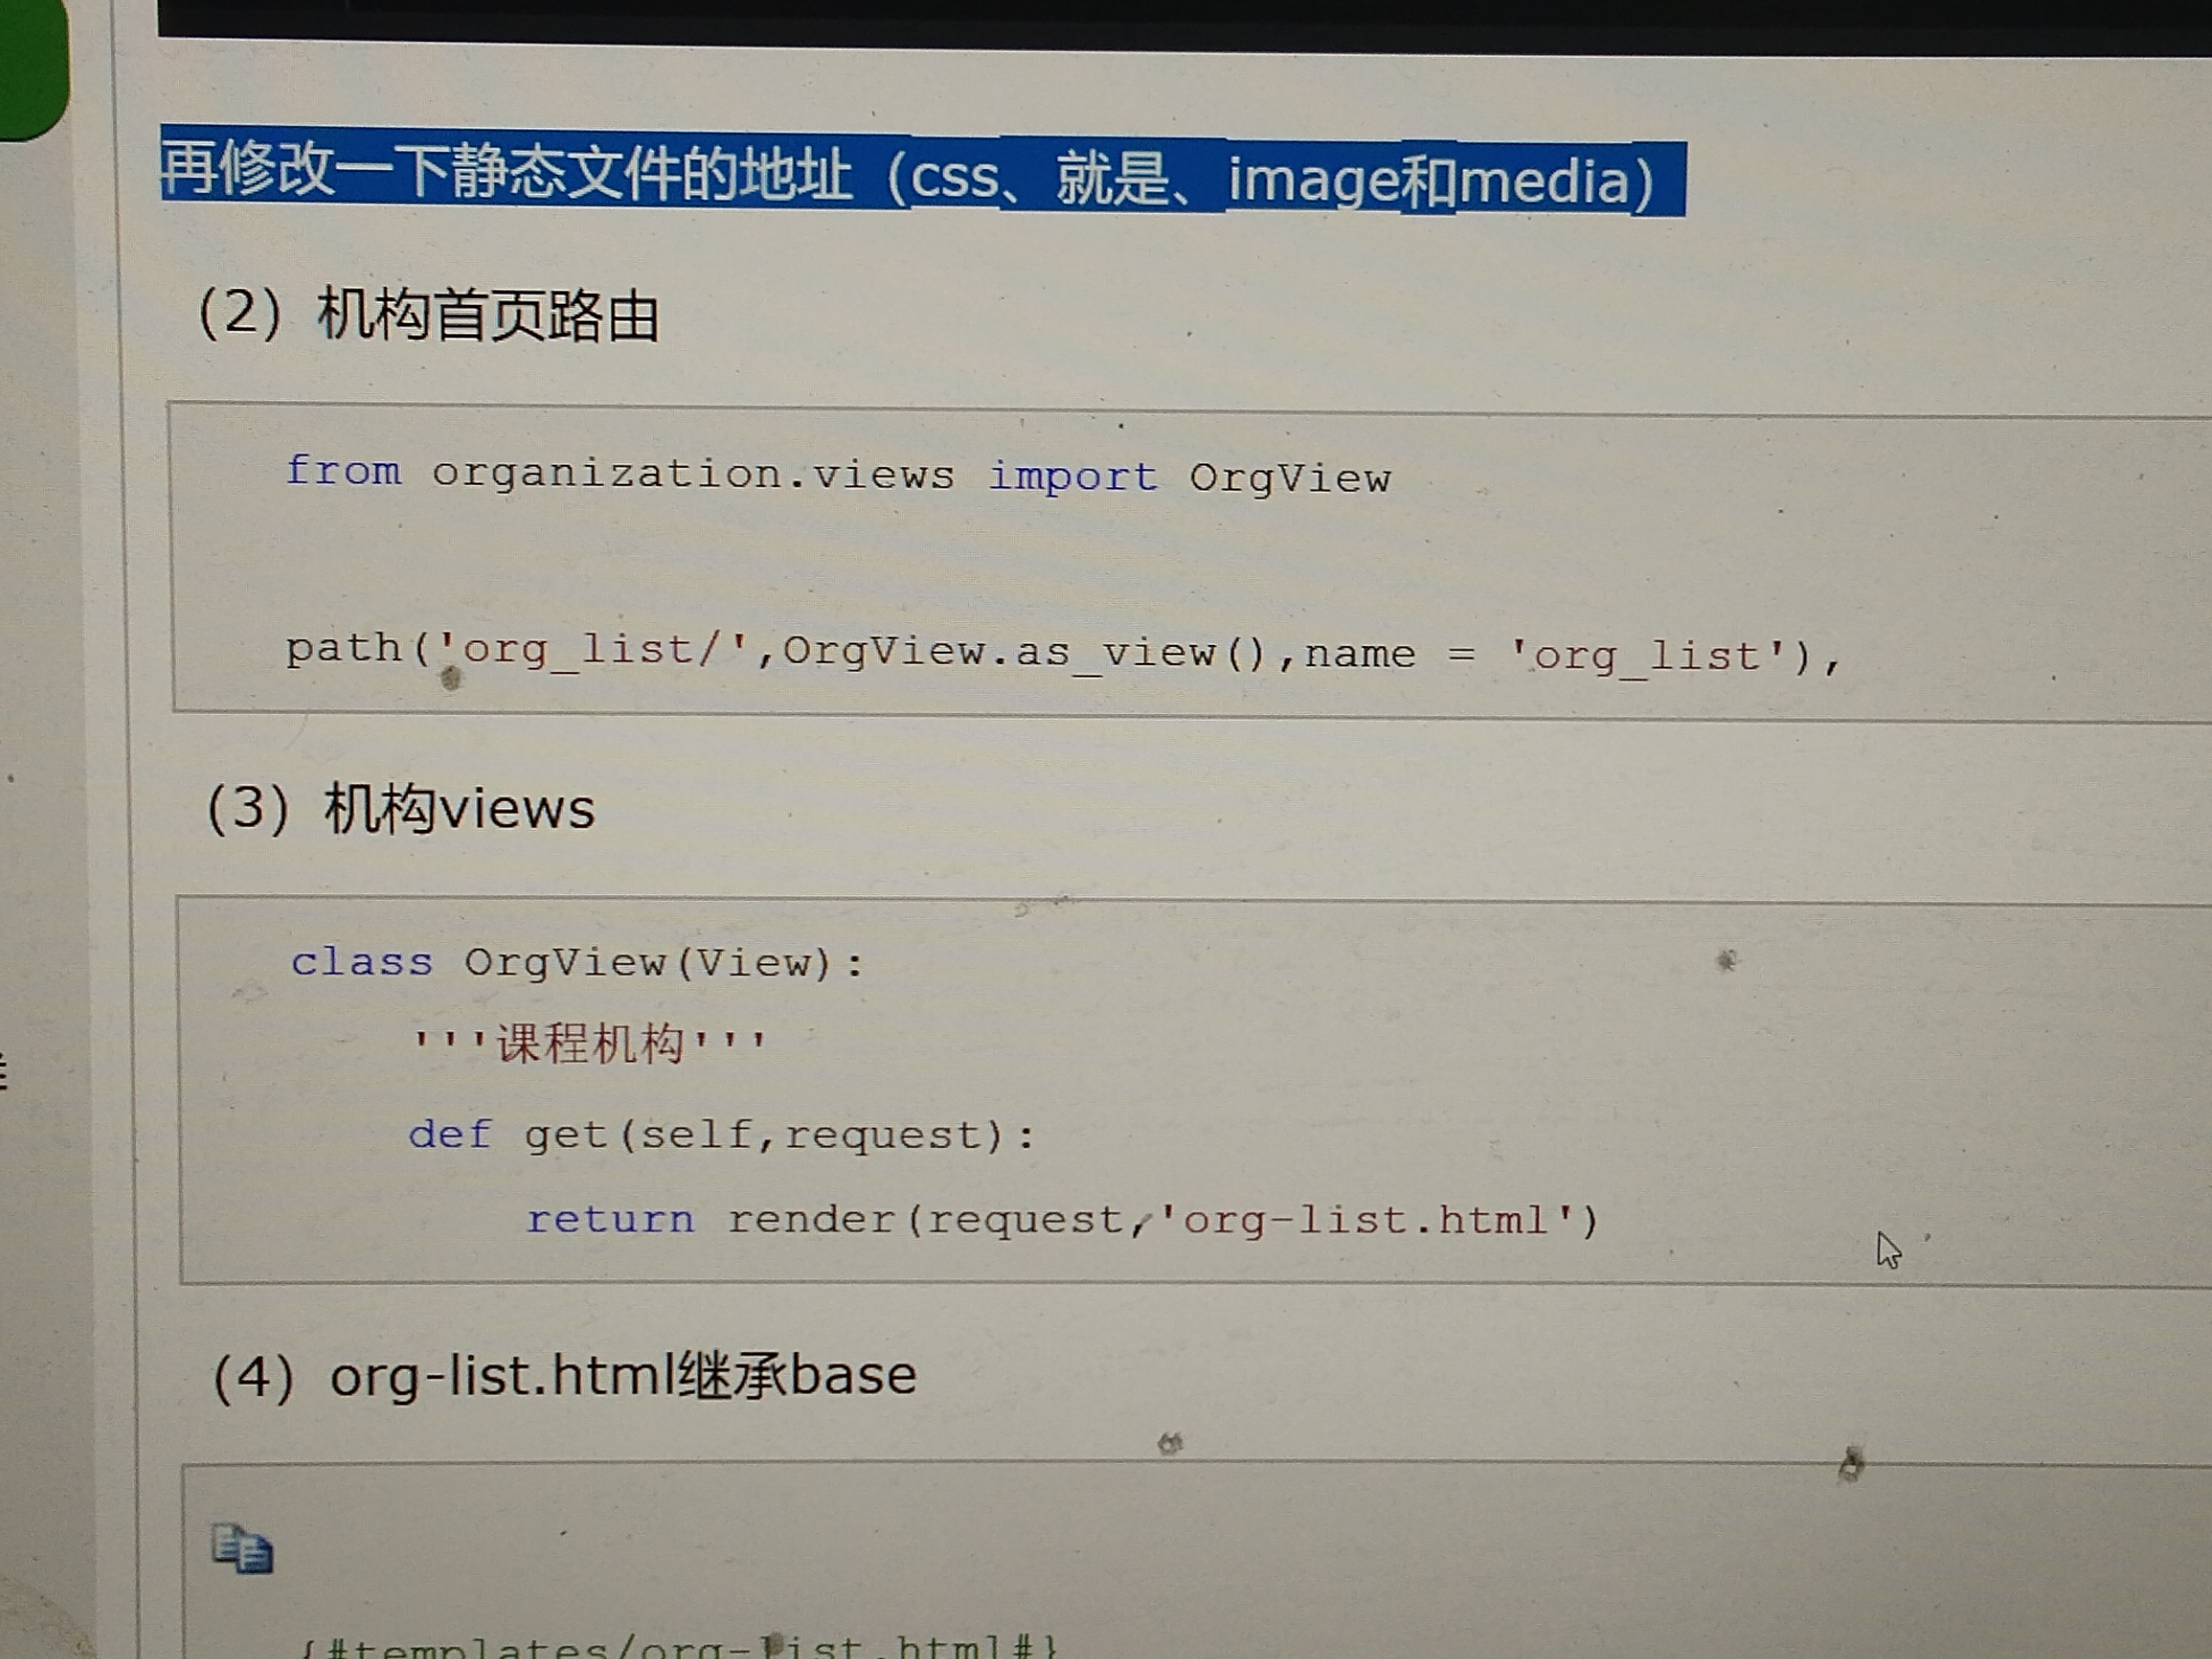 再修改一下静态文件的地址（css、就是、image和media）
（2）机构首页路由
from organization.views import OrgView
path('org_list/',OrgView.as_view(),name = 'org_list'),
（3）机构views
class OrgView(View):
'''课程机构'''
def get(self,request):
return render(request,'org-list.html')
（4）org-list.html继承base
{#templates/org-list.html#}